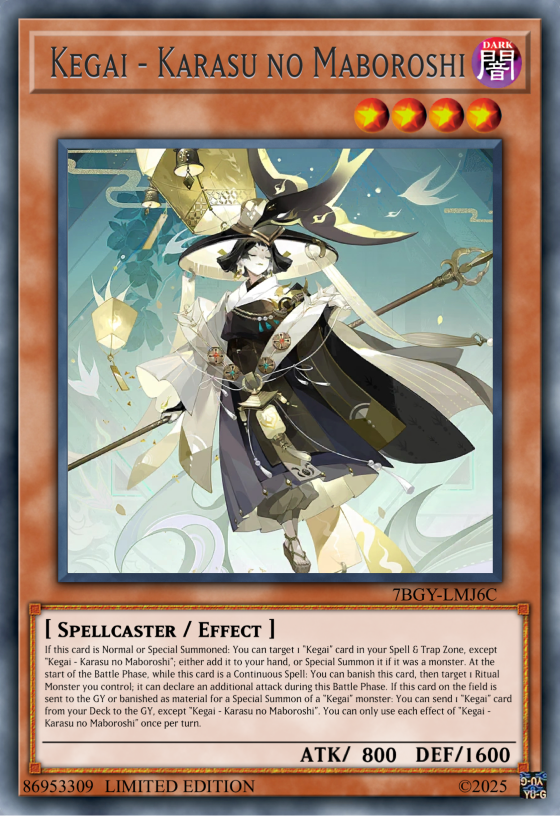 Kegai - Karasu no Maboroshi
DARK
闇
7BGY-LMJ6C
[ Spellcaster / Effect ]
If this card is Normal or Special Summoned: You can target 1 "Kegai" card in your Spell & Trap Zone, except
"Kegai - Karasu no Maboroshi"; either add it to your hand, or Special Summon it if it was a monster. At the
start of the Battle Phase, while this card is a Continuous Spell: You can banish this card, then target 1 Ritual
Monster you control; it can declare an additional attack during this Battle Phase. If this card on the field is
sent to the GY or banished as material for a Special Summon of a "Kegai" monster: You can send 1 "Kegai" card
from your Deck to the GY, except "Kegai - Karasu no Maboroshi". You can only use each effect of "Kegai -
Karasu no Maboroshi" once per turn.
ATK/ 800 DEF/1600
86953309 LIMITED EDITION ©2025